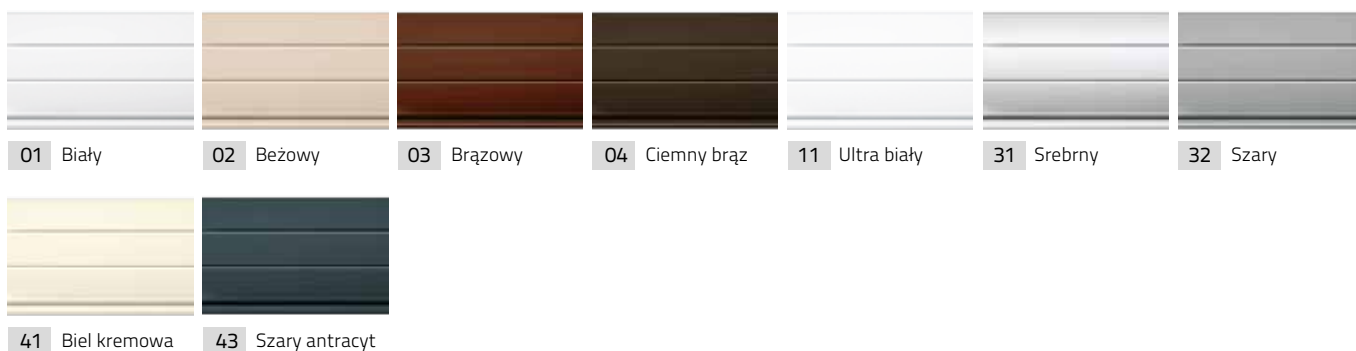 01 Biały 02 Beżowy 03 Brązowy 04 Ciemny brąz 11 Ultra biały 31 Srebrny 32 Szary
41 Biel kremowa 43 Szary antracyt